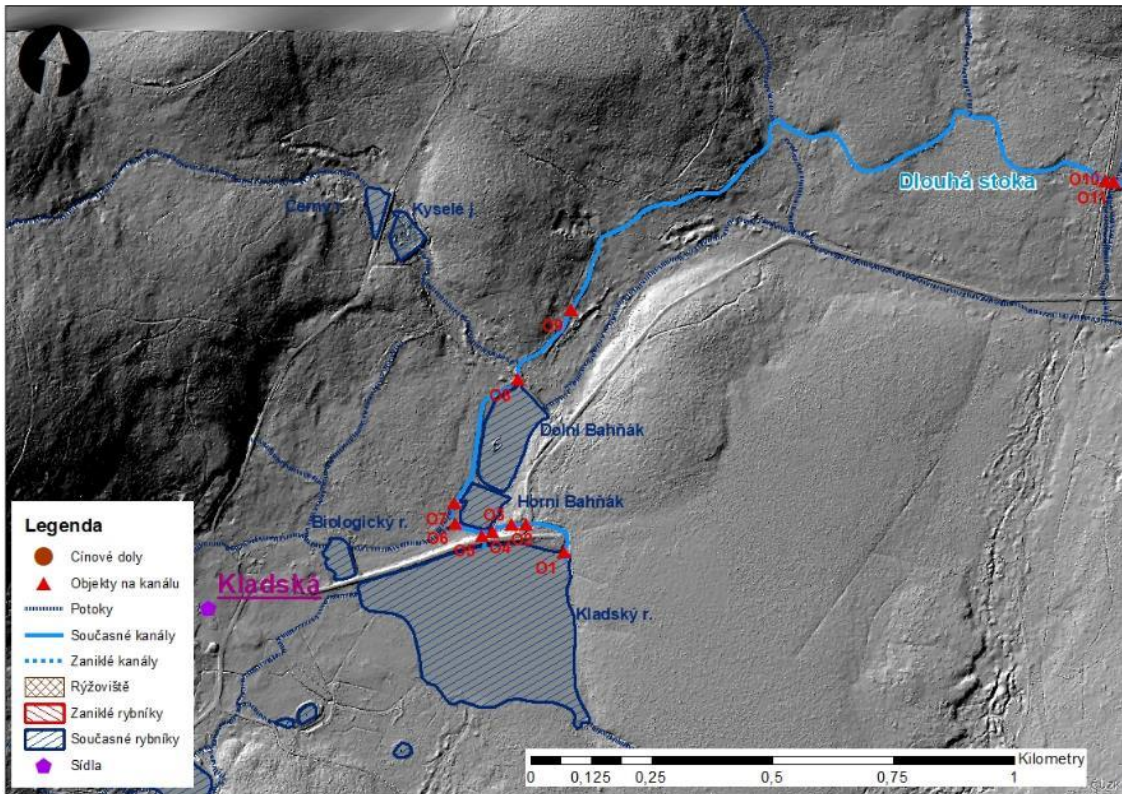 Dlouhá stoka
O10
O11
Kyselé j.
O9
O8
Dolní Bahňák
Horní Bahňák
O7
O3
O2
O6
O5
O4
O1
Biologický r.
Kladská
Kladský r.
Legenda
Cínové doly
Objekty na kanálu
Potoky
Současné kanály
Zaniklé kanály
Rýžoviště
Zaniklé rybníky
Současné rybníky
Sídla
Kilometry
0 0,125 0,25 0,5 0,75 1